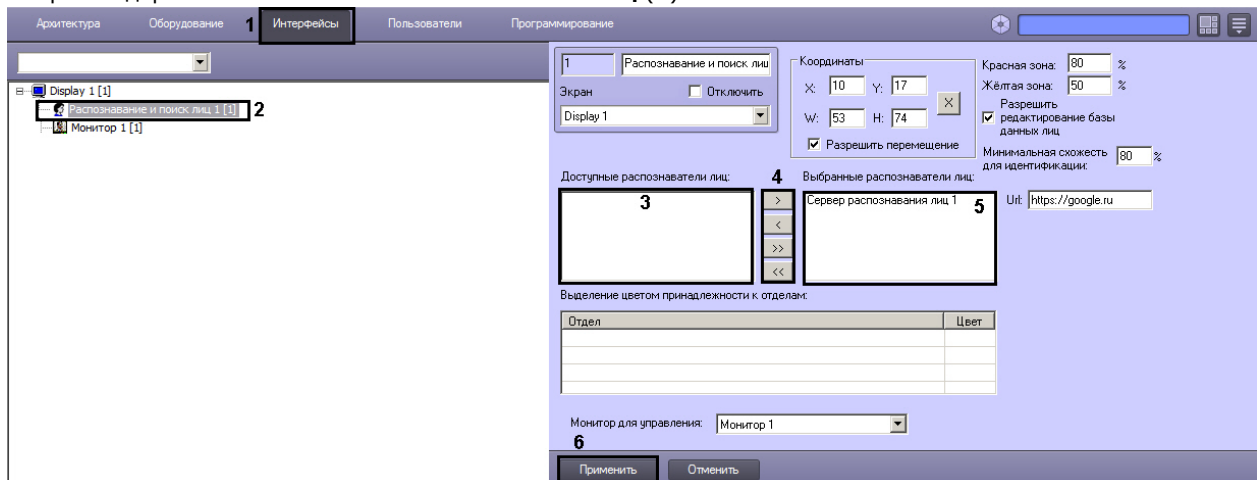 Архитектура Оборудование 1 Интерфейсы Пользователи Программирование
Display 1 [1]
Распознавание и поиск лиц 1 [1] 2
Монитор 1 [1]
1 Распознавание и поиск лиц
Экран Отключить
Display 1
Координаты
X: 10 Y: 17
W: 53 H: 74 X
Разрешить перемещение
Красная зона: 80 %
Жёлтая зона: 50 %
Разрешить
редактирование базы
данных лиц
Минимальная схожесть 80 %
для идентификации:
Доступные распознаватели лиц: 4 Выбранные распознаватели лиц:
3 > Сервер распознавания лиц 1 5 Url: https://google.ru
<
>>
<<
Выделение цветом принадлежности к отделам:
Отдел Цвет
Монитор для управления: Монитор 1
6
Применить Отменить